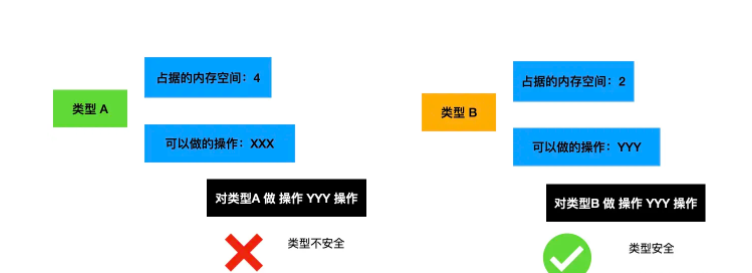 占据的内存空间：4
类型 A
可以做的操作：XXX
对类型A 做 操作 YYY 操作
类型不安全
占据的内存空间：2
类型 B
可以做的操作：YYY
对类型B 做 操作 YYY 操作
类型安全